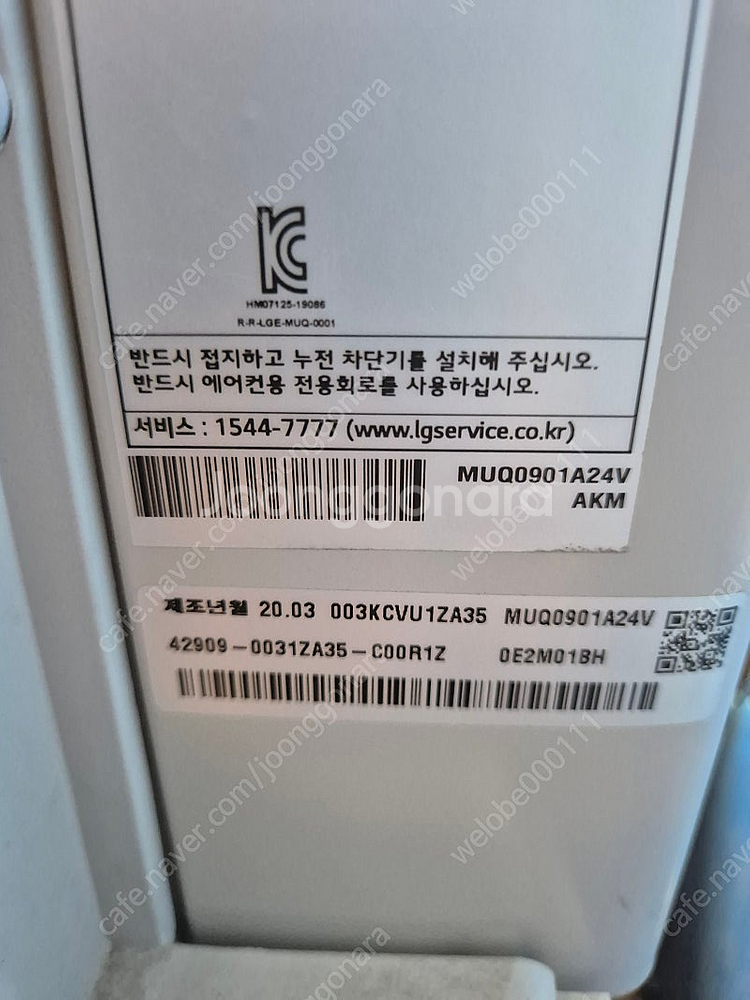 KC
HM07125-19086
R-R-LGE-MUQ-0001
반드시 접지하고 누전 차단기를 설치해 주십시오.
반드시 에어컨용 전용회로를 사용하십시오.
서비스 : 1544-7777 (www.lgservice.co.kr)
MUQ0901A24V
AKM
제조년월 20.03 003KCVU1ZA35 MUQ0901A24V
42909-0031ZA35-C00R1Z 0E2M01BH
Joonggonara
cafe.naver.com/joonggonara
welobe000111